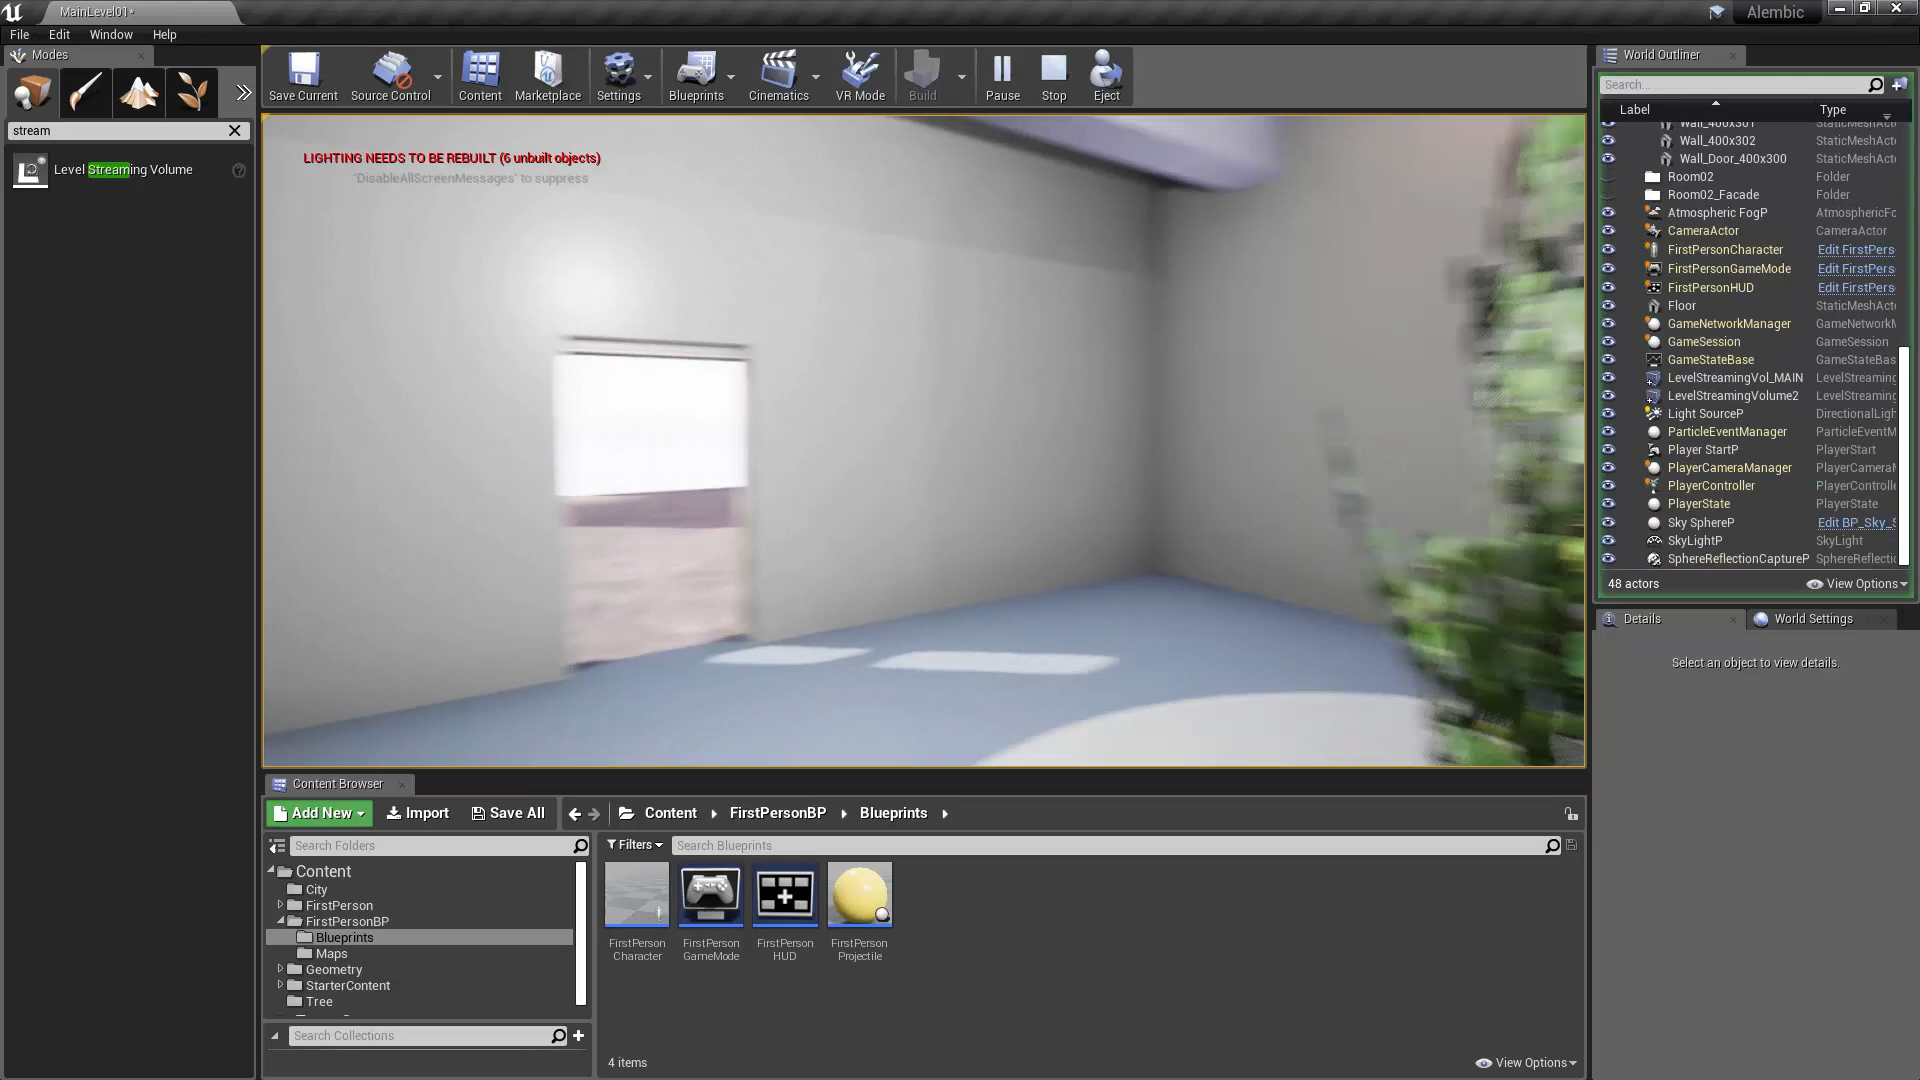 MainLevel01*
Alembic
File Edit Window Help
Modes
World Outliner
Save Current
Source Control
Content
Marketplace
Settings
Blueprints
Cinematics
VR Mode
Build
Pause
Stop
Eject
Search...
Label Type
stream
Level Streaming Volume
LIGHTING NEEDS TO BE REBUILT (6 unbuilt objects)
'DisableAllScreenMessages' to suppress
Wall_400x301 StaticMeshActo
Wall_400x302 StaticMeshActo
Wall_Door_400x300 StaticMeshActo
Room02 Folder
Room02_Facade Folder
Atmospheric FogP AtmosphericFo
CameraActor CameraActor
FirstPersonCharacter Edit FirstPers
FirstPersonGameMode Edit FirstPers
FirstPersonHUD Edit FirstPers
Floor StaticMeshActo
GameNetworkManager GameNetworkM
GameSession GameSession
GameStateBase GameStateBas
LevelStreamingVol_MAIN LevelStreaming
LevelStreamingVolume2 LevelStreaming
Light SourceP DirectionalLigh
ParticleEventManager ParticleEventM
Player StartP PlayerStart
PlayerCameraManager PlayerCameraM
PlayerController PlayerControlle
PlayerState PlayerState
Sky SphereP Edit BP_Sky_S
SkyLightP SkyLight
SphereReflectionCaptureP SphereReflectio
48 actors View Options
Details World Settings
Select an object to view details.
Content Browser
Add New Import Save All Content FirstPersonBP Blueprints
Search Folders
Filters
Search Blueprints
Content
City
FirstPerson
FirstPersonBP
Blueprints
Maps
Geometry
StarterContent
Tree
FirstPerson
Character
FirstPerson
GameMode
FirstPerson
HUD
FirstPerson
Projectile
Search Collections
4 items View Options